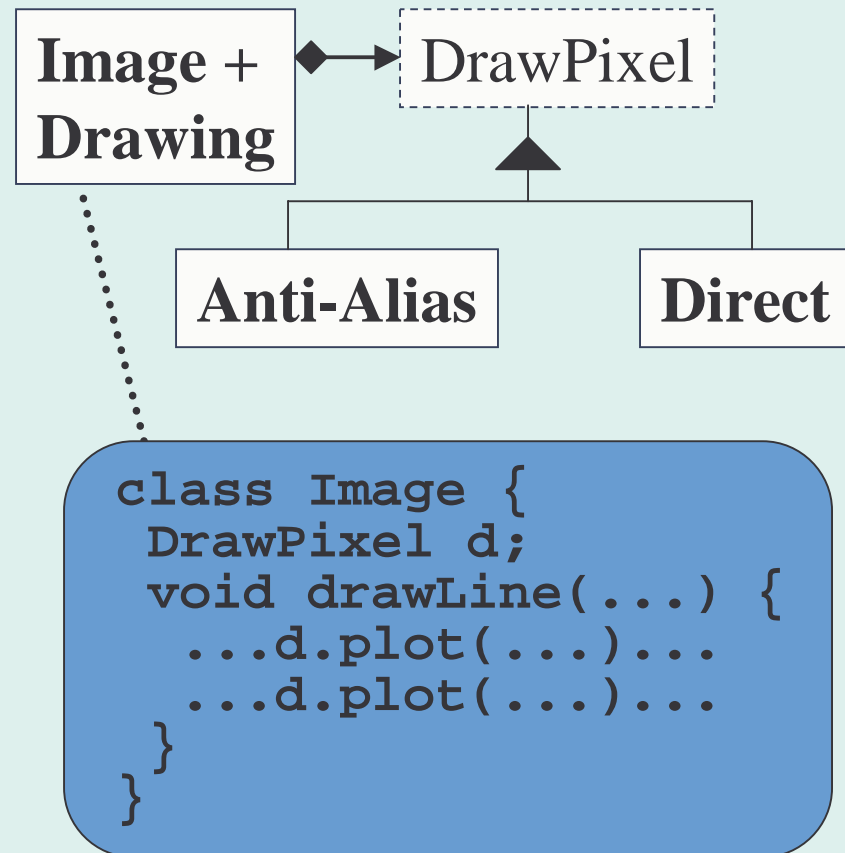 Image +
Drawing
DrawPixel
Anti-Alias
Direct
class Image {
DrawPixel d;
void drawLine(...) {
...d.plot(...)...
...d.plot(...)...
}
}